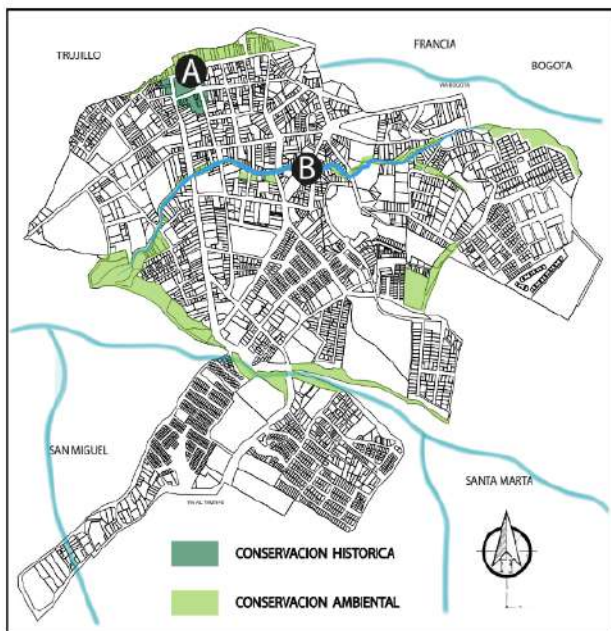 TRUJILLO
FRANCIA
BOGOTA
A
B
SAN MIGUEL
SANTA MARTA
CONSERVACION HISTORICA
CONSERVACION AMBIENTAL